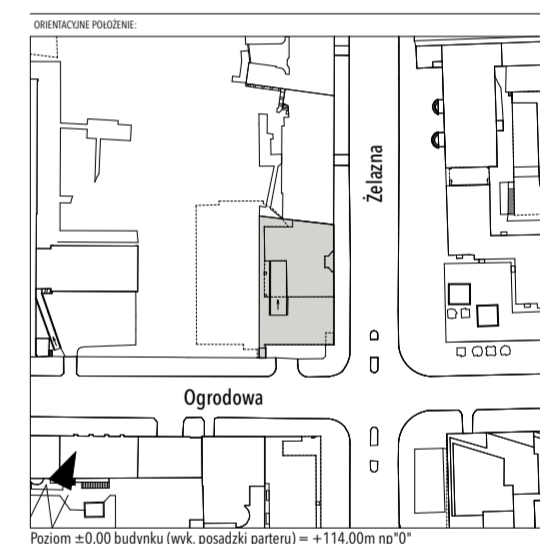 ORIENTACYJNE POŁOŻENIE:
Żelazna
Ogrodowa
Poziom ±0.00 budynku (wyk. posadzki parteru) = +114.00m np"0"